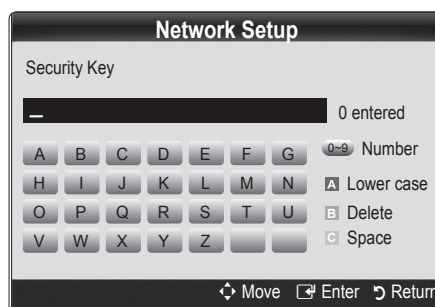 Network Setup
Security Key
_ 0 entered
A B C D E F G 0~9 Number
H I J K L M N A Lower case
O P Q R S T U B Delete
V W X Y Z C Space
Move Enter Return